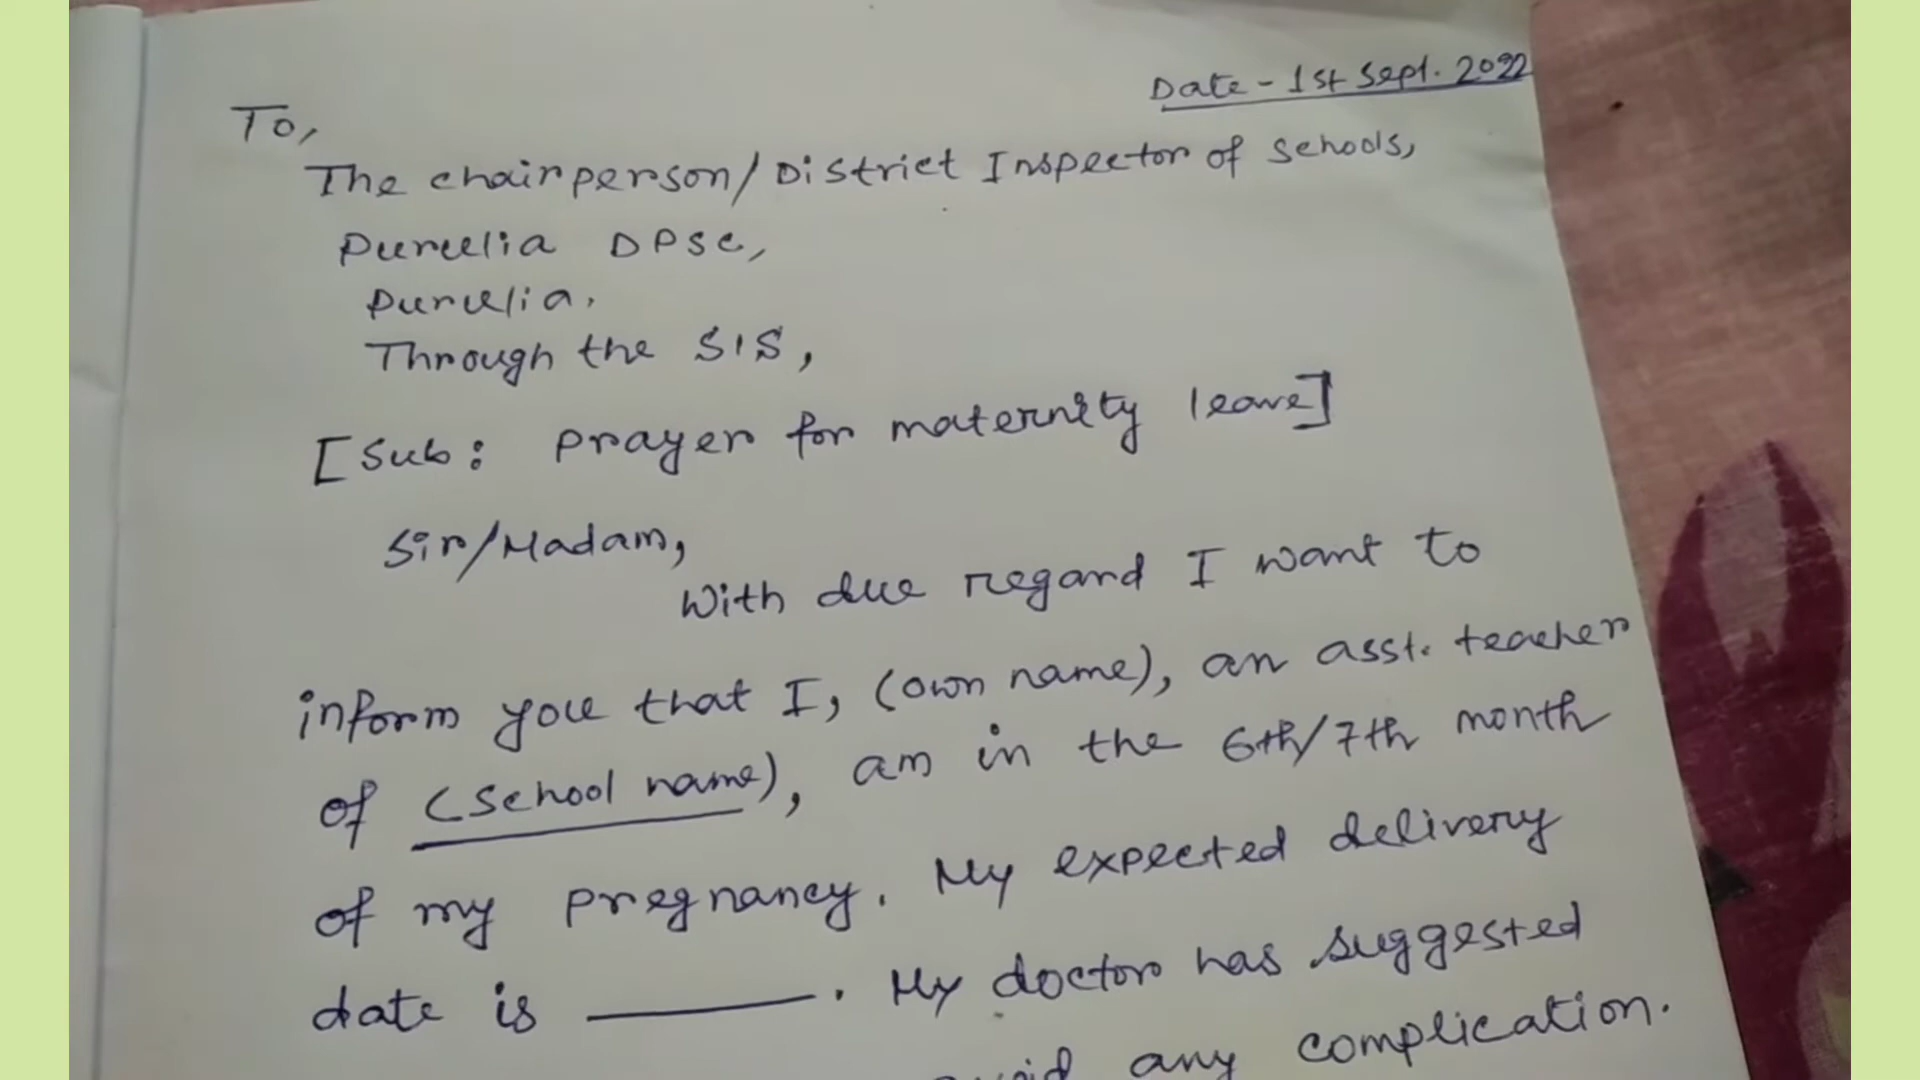 Date - 1st Sept. 2022
To,
The chairperson/District Inspector of schools,
Purulia DPSC,
Purulia.
Through the SIS,
[Sub: prayer for maternity leave]
Sir/Madam,
With due regard I want to
inform you that I, (own name), an asst. teacher
of (school name), am in the 6th/7th month
of my pregnancy. My expected delivery
date is ______. My doctor has suggested
any complication.